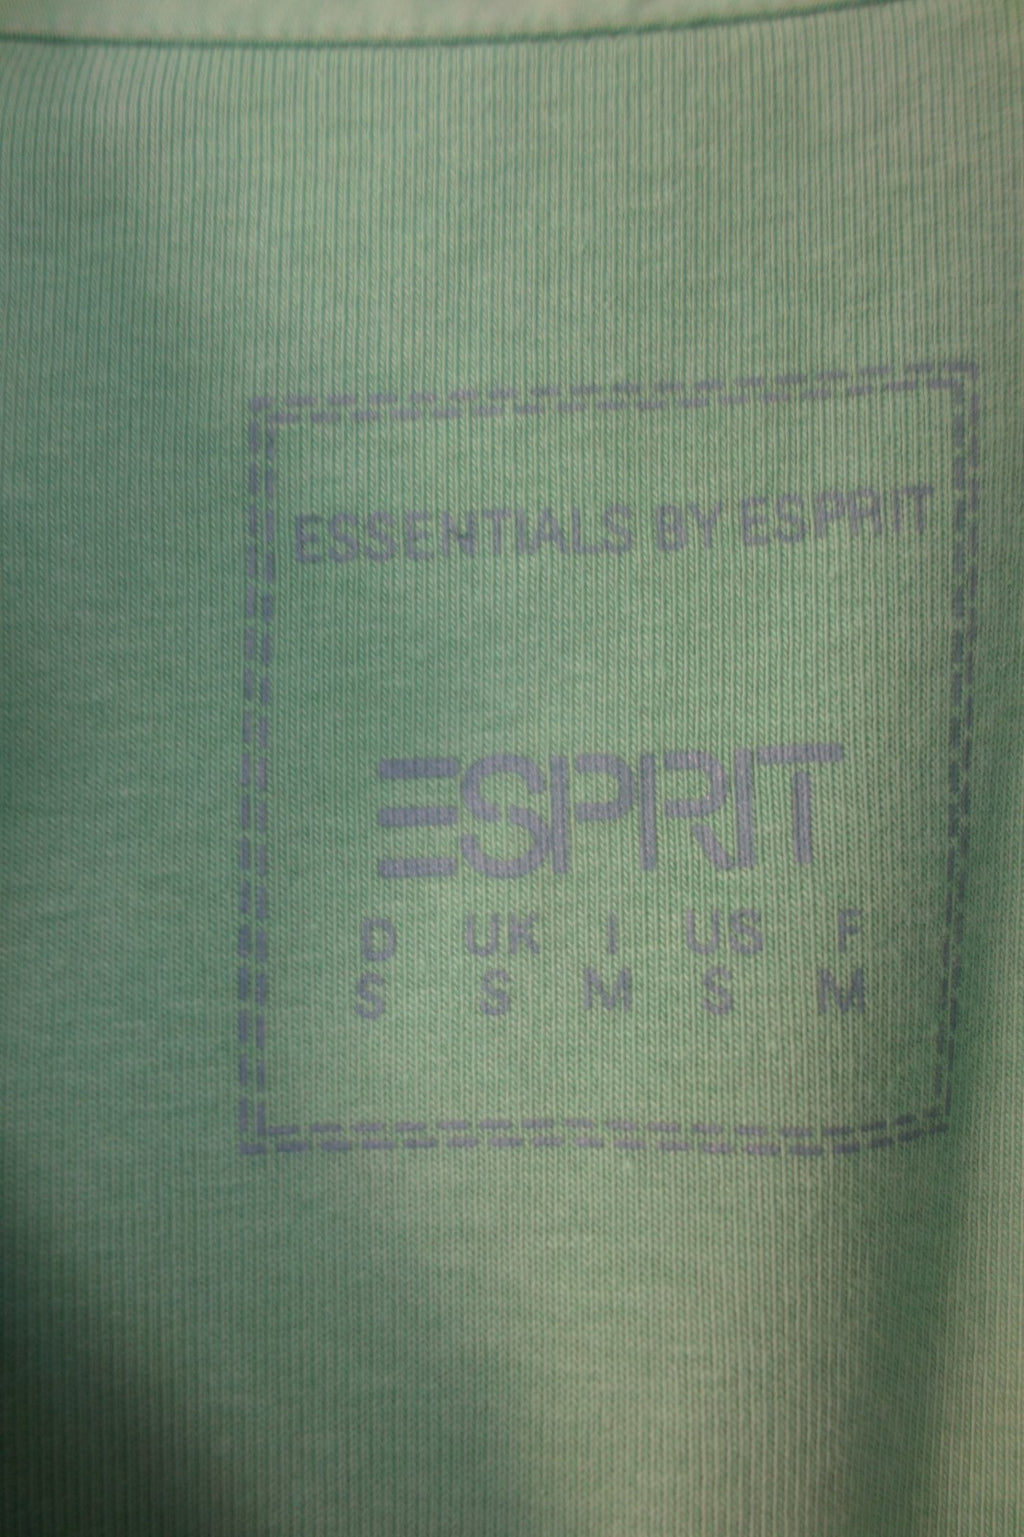 ESSENTIALS BY ESPRIT
ESPRIT
D UK I US F
S S M S M